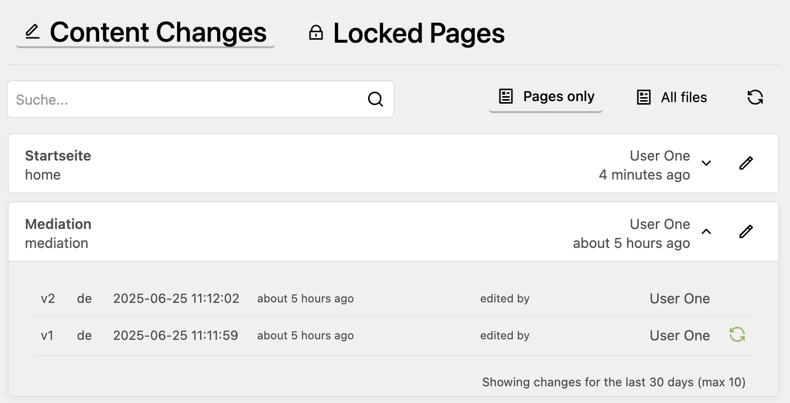 Content Changes Locked Pages
Suche... Pages only All files
Startseite User One
home 4 minutes ago
Mediation User One
mediation about 5 hours ago
v2 de 2025-06-25 11:12:02 about 5 hours ago edited by User One
v1 de 2025-06-25 11:11:59 about 5 hours ago edited by User One
Showing changes for the last 30 days (max 10)